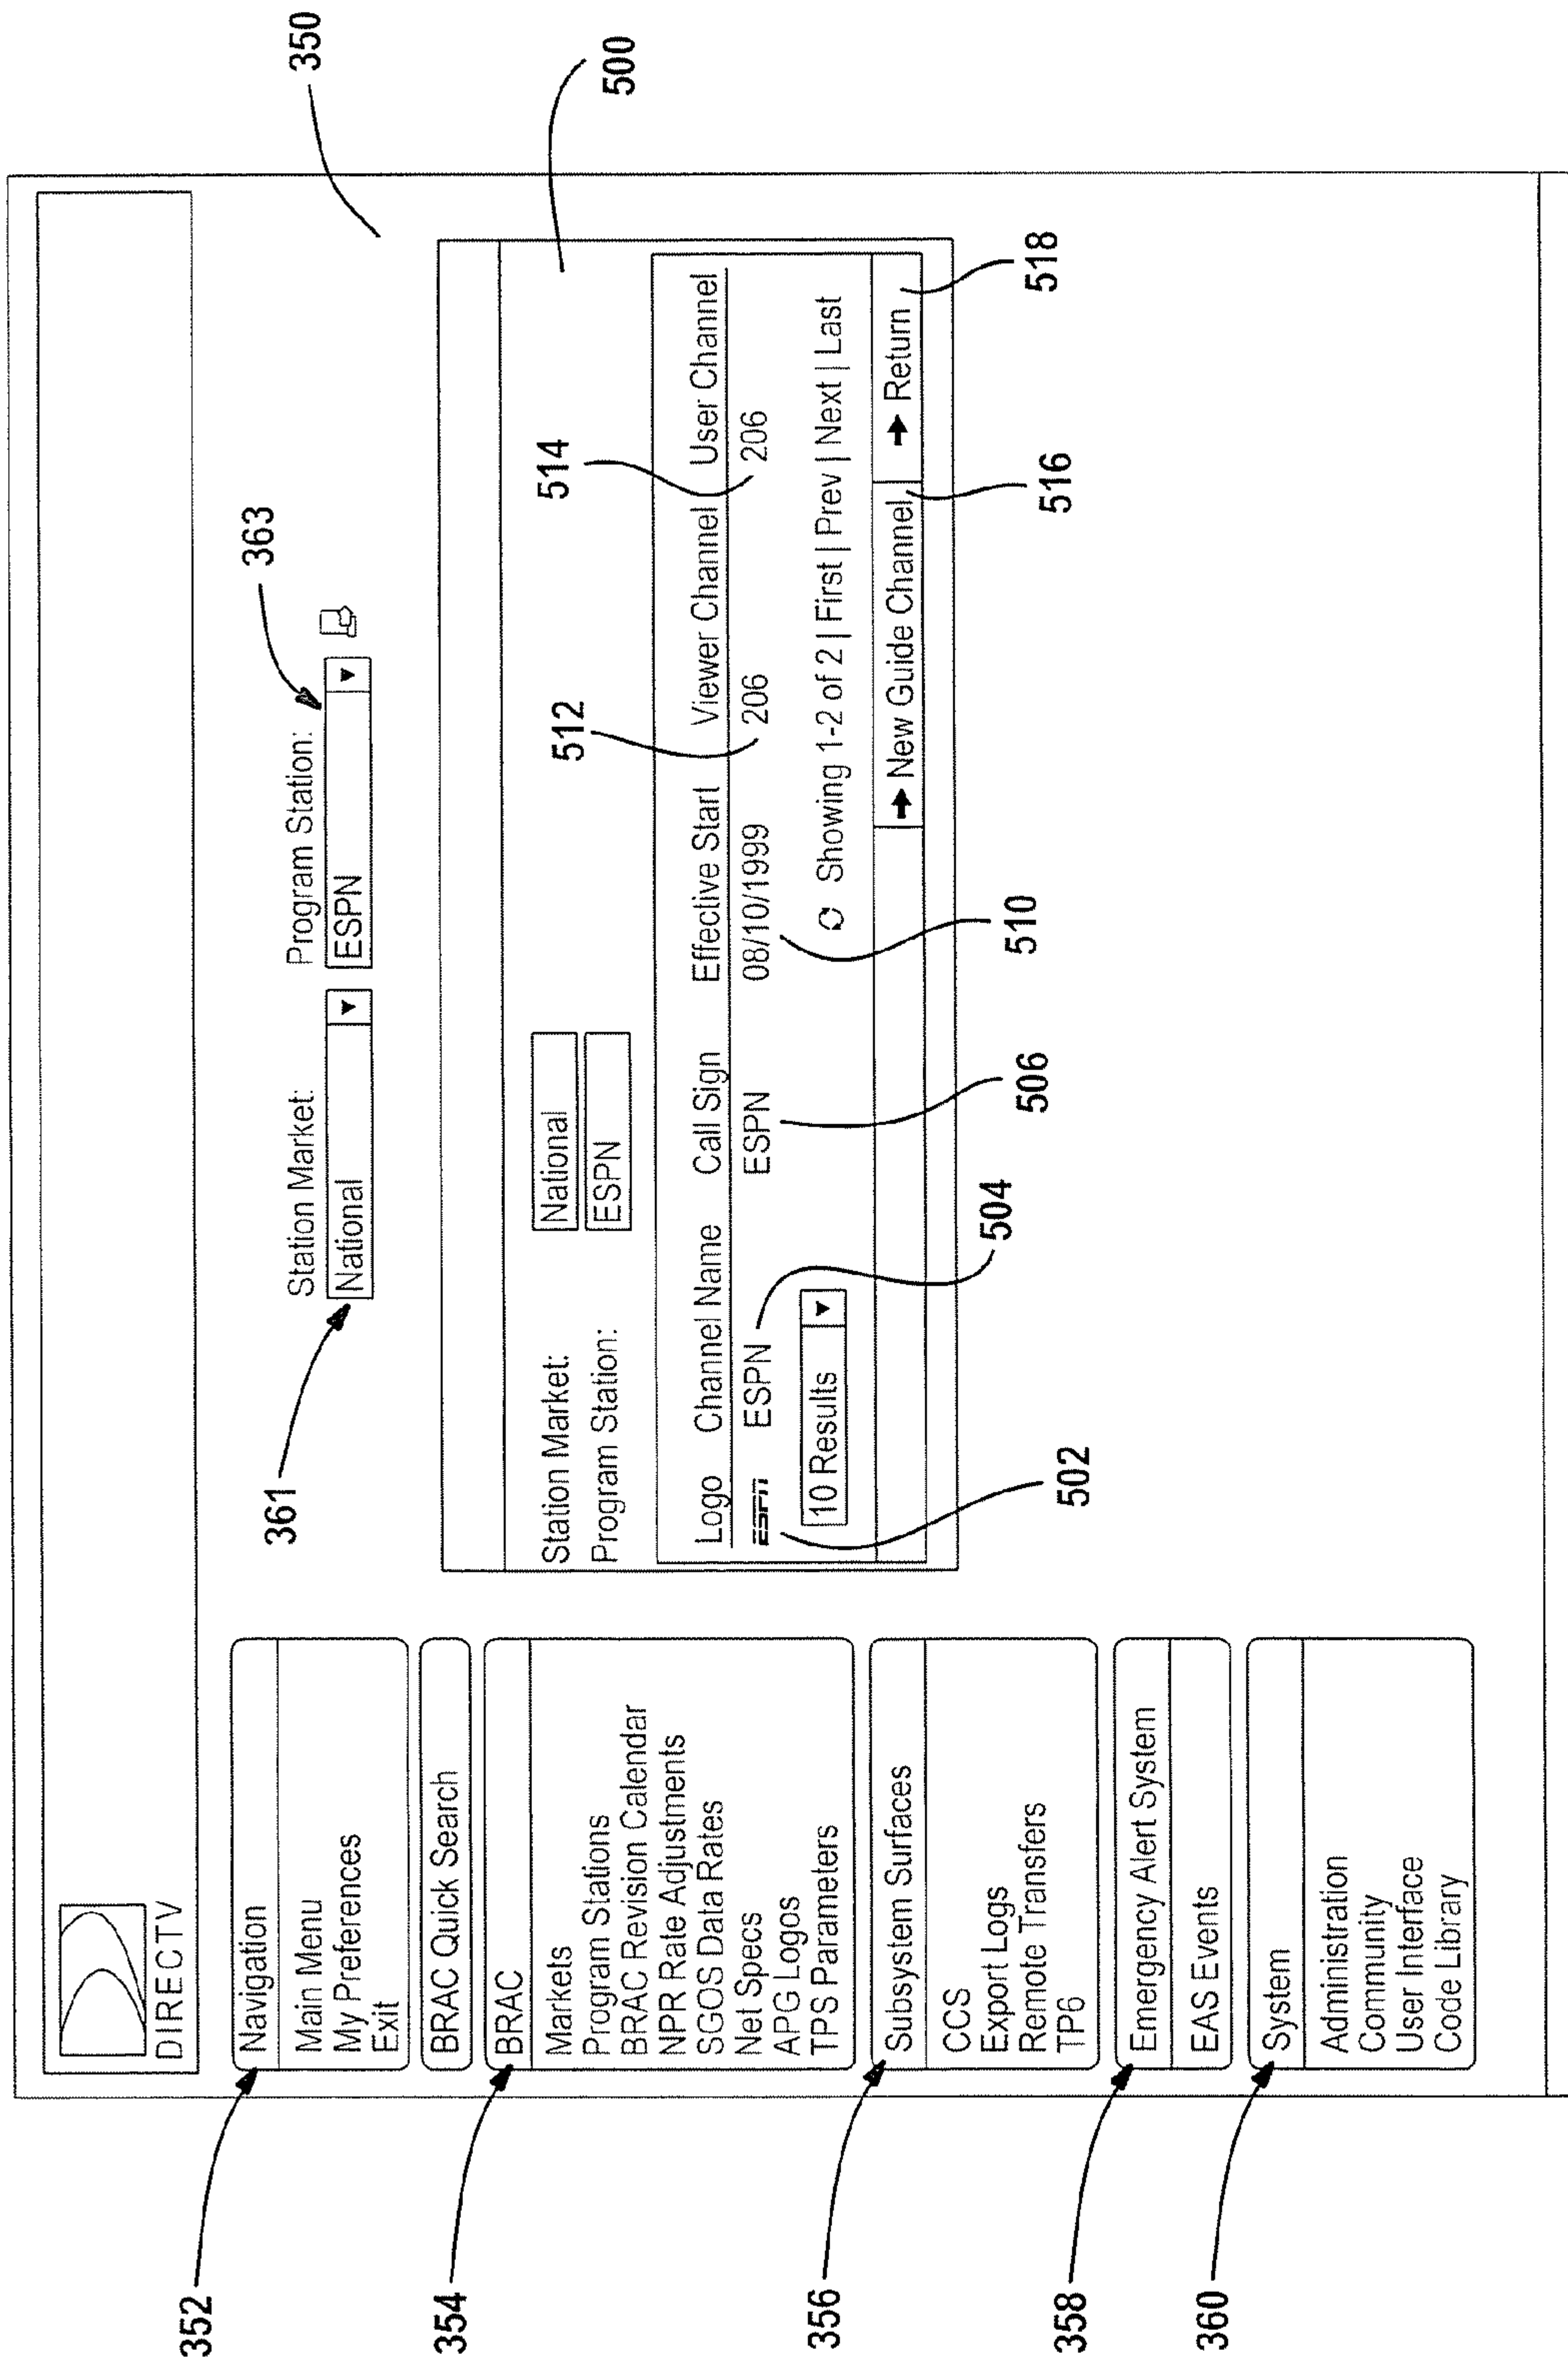 DIRECTV
350
363
361
Station Market: Program Station:
National ESPN
352
Navigation
Main Menu
My Preferences
Exit
BRAC Quick Search
354
BRAC
Markets
Program Stations
BRAC Revision Calendar
NPR Rate Adjustments
SGOS Data Rates
Net Specs
APG Logos
TPS Parameters
356
Subsystem Surfaces
CCS
Export Logs
Remote Transfers
TP6
358
Emergency Alert System
EAS Events
360
System
Administration
Community
User Interface
Code Library
500
Station Market: National
Program Station: ESPN
512
514
Logo Channel Name Call Sign Effective Start Viewer Channel User Channel
ESPN ESPN ESPN 08/10/1999 206 206
10 Results Showing 1-2 of 2 | First | Prev | Next | Last
New Guide Channel Return
502
504
506
510
516
518